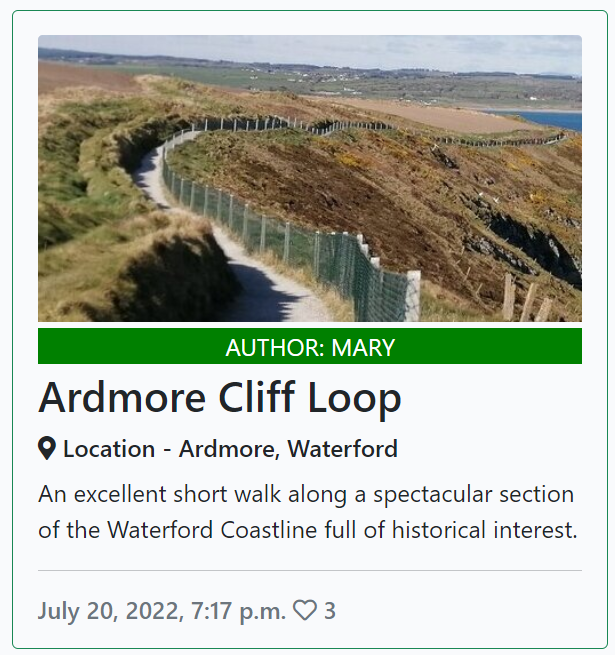 AUTHOR: MARY
Ardmore Cliff Loop
Location - Ardmore, Waterford
An excellent short walk along a spectacular section
of the Waterford Coastline full of historical interest.
July 20, 2022, 7:17 p.m. 3